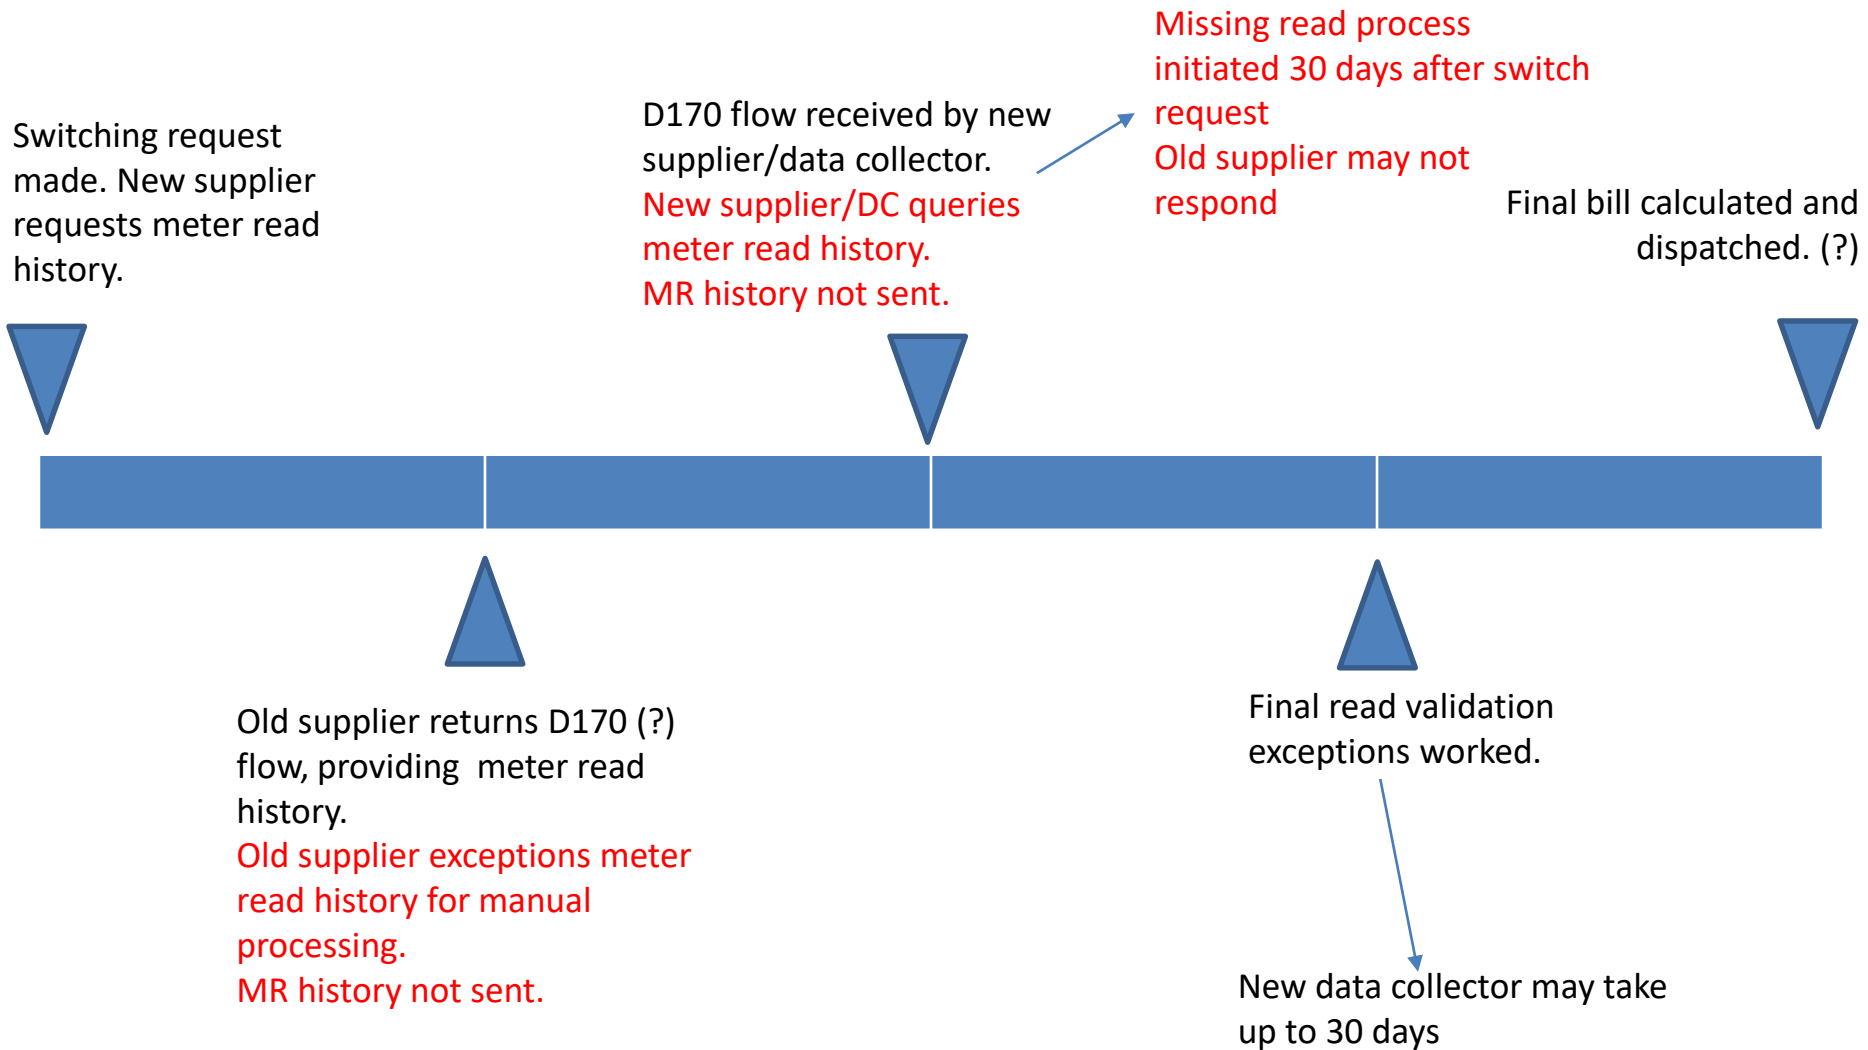 Switching request
made. New supplier
requests meter read
history.
D170 flow received by new
supplier/data collector.
New supplier/DC queries
meter read history.
MR history not sent.
Missing read process
initiated 30 days after switch
request
Old supplier may not
respond
Final bill calculated and
dispatched. (?)
Old supplier returns D170 (?)
flow, providing  meter read
history.
Old supplier exceptions meter
read history for manual
processing.
MR history not sent.
Final read validation
exceptions worked.
New data collector may take
up to 30 days